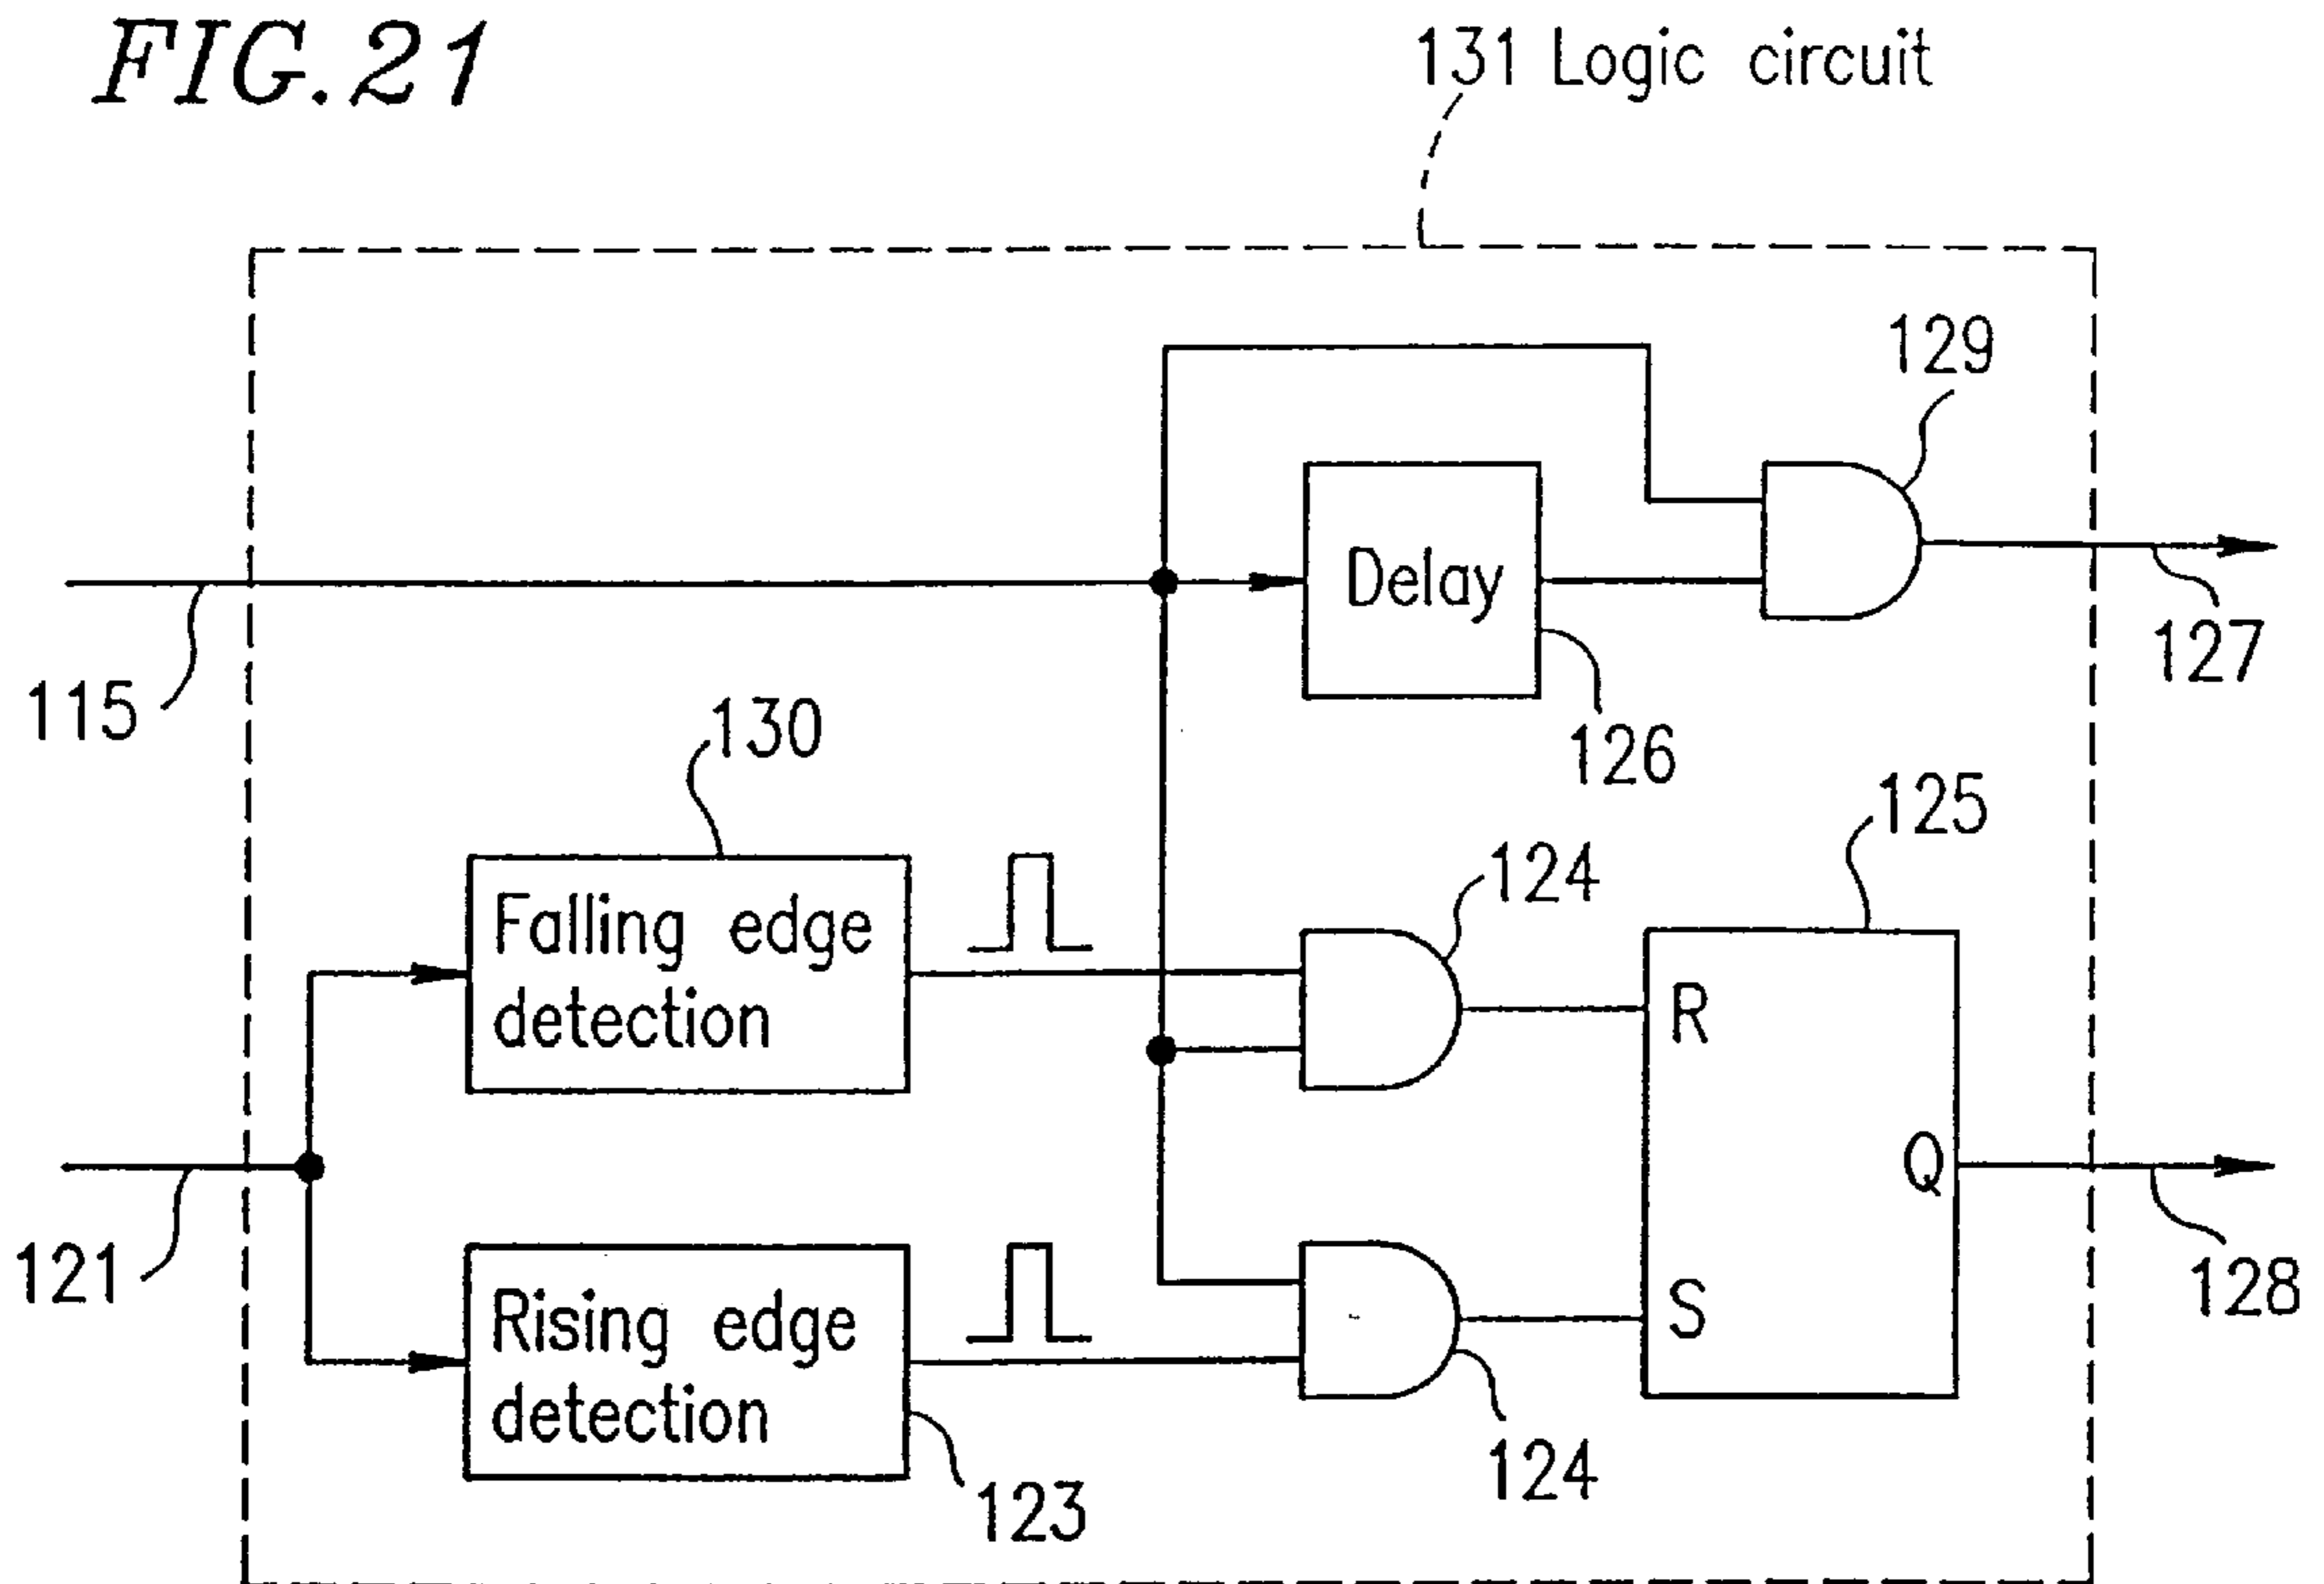 FIG.21
131 Logic circuit
129
Delay
127
115
130
126
125
124
Falling edge
detection
R
Q
121
128
Rising edge
detection
S
124
123